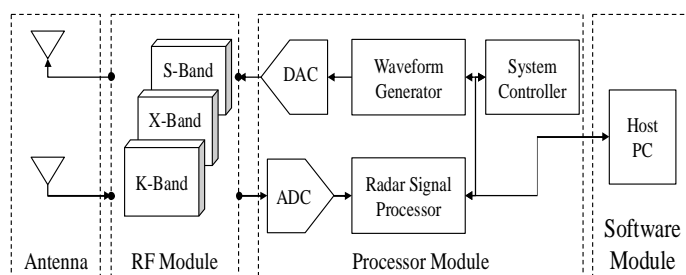 S-Band
X-Band
K-Band
DAC
Waveform
Generator
System
Controller
ADC
Radar Signal
Processor
Host
PC
Antenna
RF Module
Processor Module
Software
Module